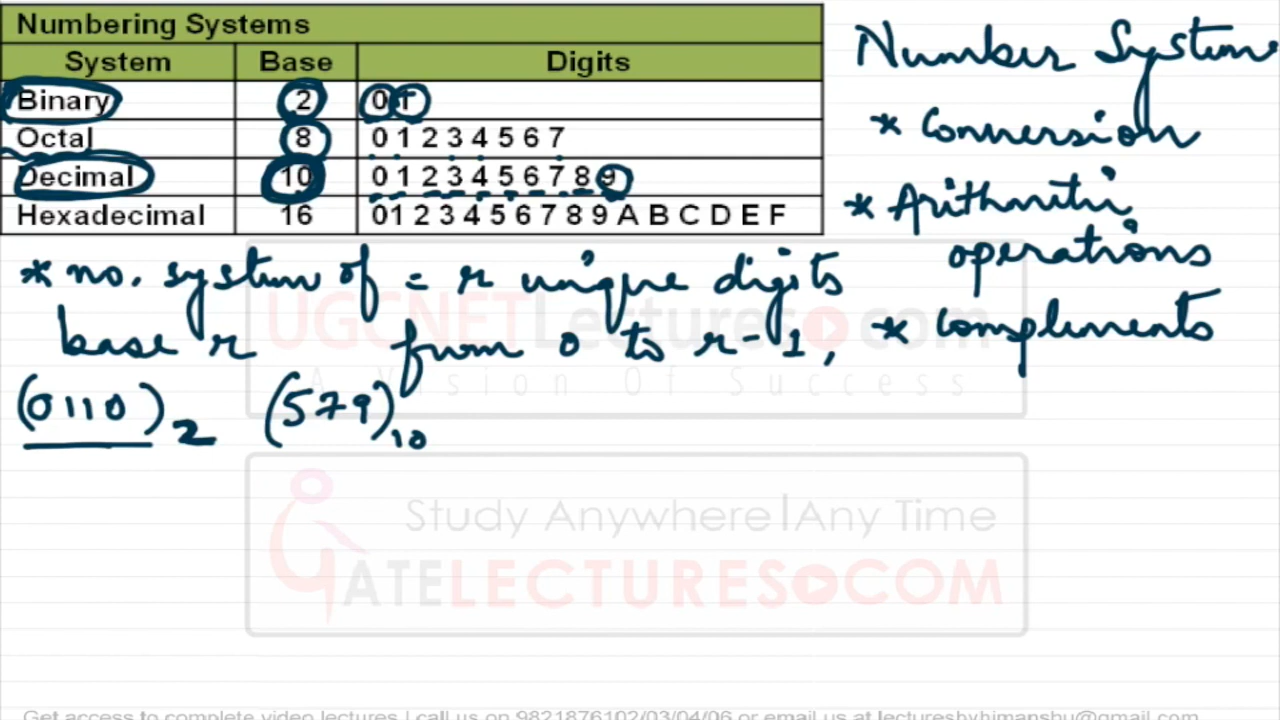 Numbering Systems
System Base Digits
Binary 2 0 1
Octal 8 0 1 2 3 4 5 6 7
Decimal 10 0 1 2 3 4 5 6 7 8 9
Hexadecimal 16 0 1 2 3 4 5 6 7 8 9 A B C D E F
Number System
* Conversion
* Arithmetic
operations
* Complements
* no. system of = r unique digits
base r from 0 to r-1,
(0110)2 (579)10
UGCNETLectures.com
A Vision Of Success
Study Anywhere|Any Time
GATELECTURES.COM
Get access to complete video lectures | call us on 9821876102/03/04/06 or email us at lecturesbyhimanshu@gmail.com